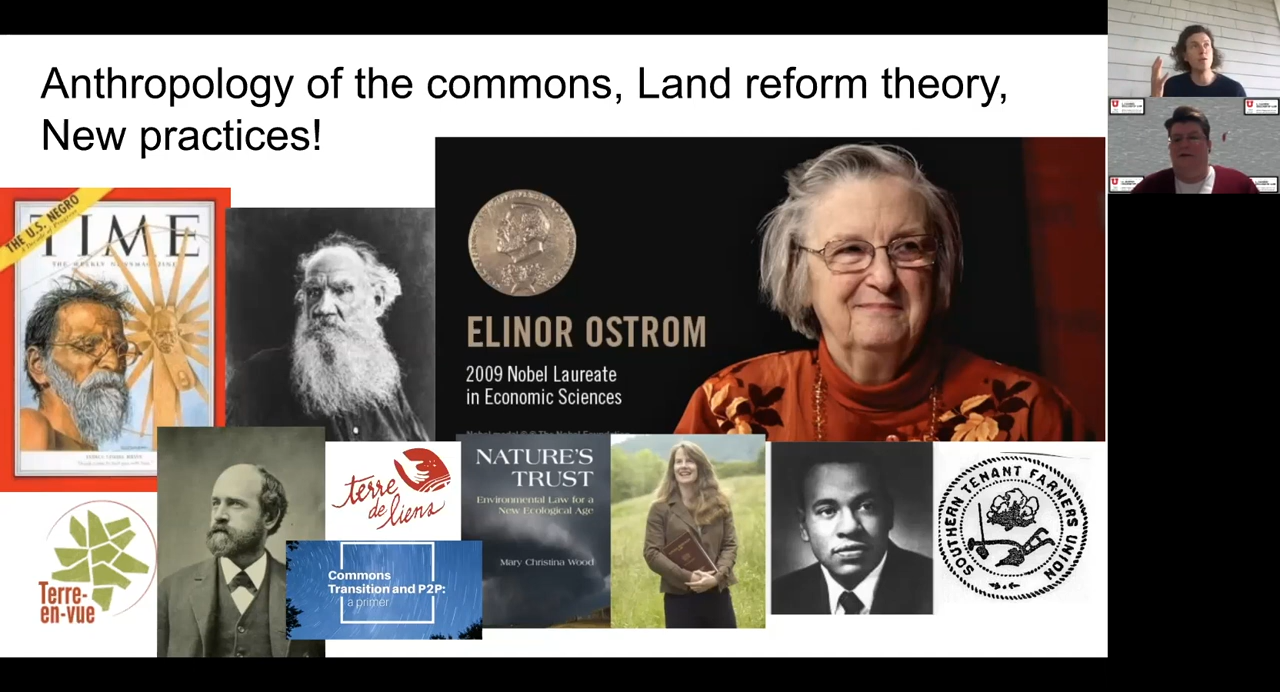 Anthropology of the commons, Land reform theory,
New practices!
THE U.S. NEGRO
TIME
THE WEEKLY NEWSMAGAZINE
ELINOR OSTROM
2009 Nobel Laureate
in Economic Sciences
terre
de
liens
NATURE'S
TRUST
Environmental Law for a
New Ecological Age
Mary Christina Wood
SOUTHERN TENANT FARMERS UNION
Terre-
en-vue
Commons
Transition and P2P:
a primer